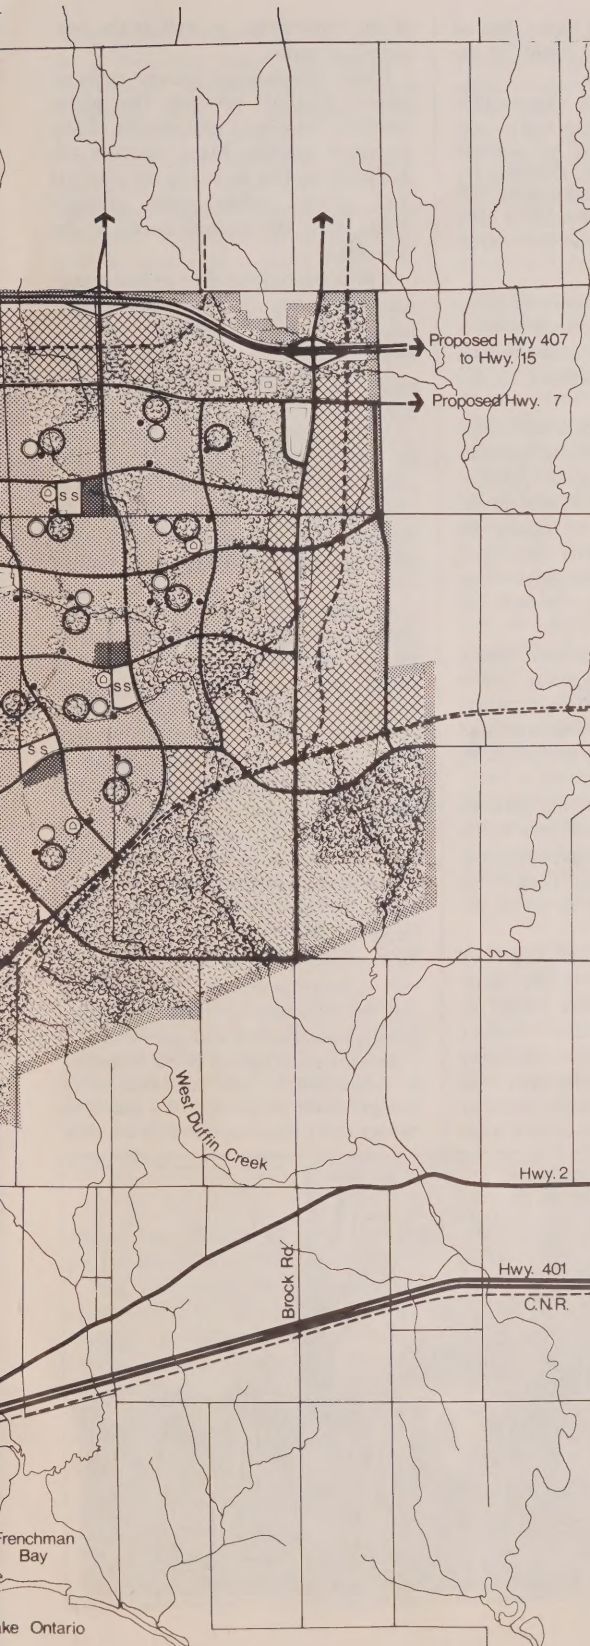 Proposed Hwy 407
to Hwy. 15
Proposed Hwy. 7
S S
S S
S S
West Duffin Creek
Hwy. 2
Brock Rd.
Hwy. 401
C.N.R.
Frenchman
Bay
ake Ontario